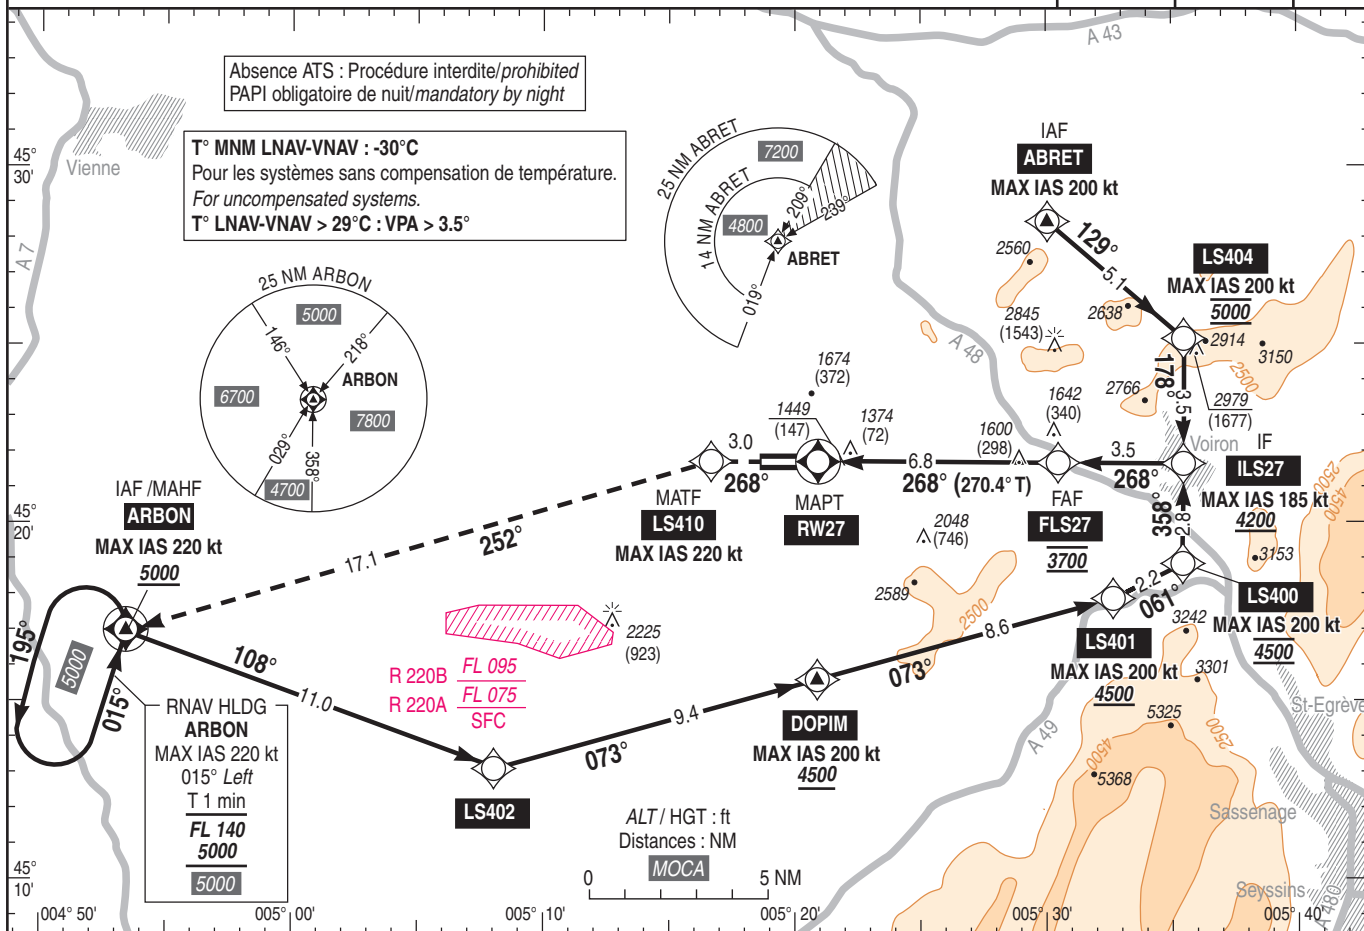 A 43
Absence ATS : Procédure interdite/prohibited
PAPI obligatoire de nuit/mandatory by night
T° MNM LNAV-VNAV : -30°C
Pour les systèmes sans compensation de température.
For uncompensated systems.
T° LNAV-VNAV > 29°C : VPA > 3.5°
45°
30'
Vienne
A 7
25 NM ABRET
7200
14 NM ABRET
4800
209°
239°
019°
ABRET
IAF
ABRET
MAX IAS 200 kt
129°
5.1
2560
2638
2845
(1543)
LS404
MAX IAS 200 kt
5000
2914
3150
2500
2766
178°
3.5
2979
(1677)
A 48
25 NM ARBON
5000
146°
218°
ARBON
6700
7800
029°
358°
4700
1674
(372)
1449
(147)
1374
(72)
1642
(340)
1600
(298)
Voiron
IF
ILS27
MAX IAS 185 kt
4200
3.0
268°
6.8
268° (270.4° T)
3.5
268°
MATF
LS410
MAX IAS 220 kt
MAPT
RW27
FAF
FLS27
3700
358°
2.8
2500
4500
3153
2048
(746)
2589
2500
45°
20'
IAF /MAHF
ARBON
MAX IAS 220 kt
5000
17.1
252°
2.2
061°
LS400
MAX IAS 200 kt
4500
LS401
MAX IAS 200 kt
4500
3242
3301
5325
5368
4500
2500
195°
5000
015°
108°
11.0
R 220B
FL 095
R 220A
FL 075
SFC
2225
(923)
8.6
073°
9.4
073°
DOPIM
MAX IAS 200 kt
4500
LS402
RNAV HLDG
ARBON
MAX IAS 220 kt
015° Left
T 1 min
FL 140
5000
5000
ALT / HGT : ft
Distances : NM
MOCA
0
5 NM
A 49
St-Egrève
Sassenage
Seyssins
A 480
45°
10'
004° 50'
005° 00'
005° 10'
005° 20'
005° 30'
005° 40'